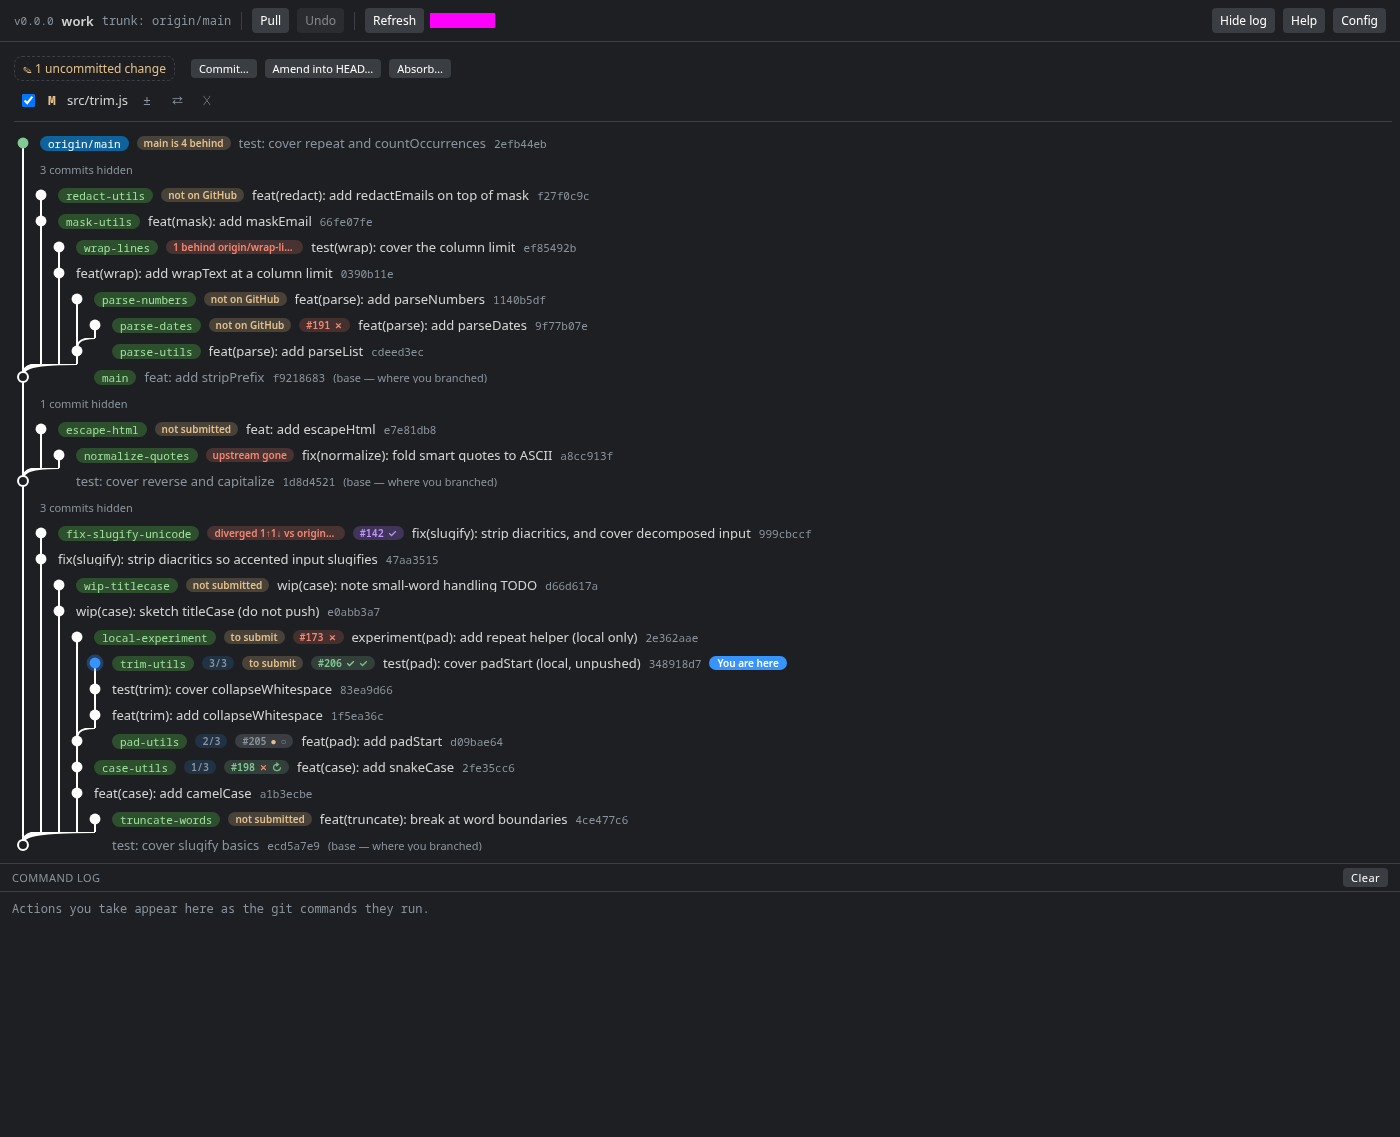 v0.0.0 work trunk: origin/main Pull Undo Refresh Hide log Help Config
✎ 1 uncommitted change Commit... Amend into HEAD... Absorb...
M src/trim.js ± ⇄ X
origin/main main is 4 behind test: cover repeat and countOccurrences 2efb44eb
3 commits hidden
redact-utils not on GitHub feat(redact): add redactEmails on top of mask f27f0c9c
mask-utils feat(mask): add maskEmail 66fe07fe
wrap-lines 1 behind origin/wrap-li... test(wrap): cover the column limit ef85492b
feat(wrap): add wrapText at a column limit 0390b11e
parse-numbers not on GitHub feat(parse): add parseNumbers 1140b5df
parse-dates not on GitHub #191 × feat(parse): add parseDates 9f77b07e
parse-utils feat(parse): add parseList cdeed3ec
main feat: add stripPrefix f9218683 (base — where you branched)
1 commit hidden
escape-html not submitted feat: add escapeHtml e7e81db8
normalize-quotes upstream gone fix(normalize): fold smart quotes to ASCII a8cc913f
test: cover reverse and capitalize 1d8d4521 (base — where you branched)
3 commits hidden
fix-slugify-unicode diverged 1↑1↓ vs origin... #142 ✓ fix(slugify): strip diacritics, and cover decomposed input 999cbccf
fix(slugify): strip diacritics so accented input slugifies 47aa3515
wip-titlecase not submitted wip(case): note small-word handling TODO d66d617a
wip(case): sketch titleCase (do not push) e0abb3a7
local-experiment to submit #173 × experiment(pad): add repeat helper (local only) 2e362aae
trim-utils 3/3 to submit #206 ✓ ✓ test(pad): cover padStart (local, unpushed) 348918d7 You are here
test(trim): cover collapseWhitespace 83ea9d66
feat(trim): add collapseWhitespace 1f5ea36c
pad-utils 2/3 #205 ● ○ feat(pad): add padStart d09bae64
case-utils 1/3 #198 × ↻ feat(case): add snakeCase 2fe35cc6
feat(case): add camelCase a1b3ecbe
truncate-words not submitted feat(truncate): break at word boundaries 4ce477c6
test: cover slugify basics ecd5a7e9 (base — where you branched)
COMMAND LOG Clear
Actions you take appear here as the git commands they run.